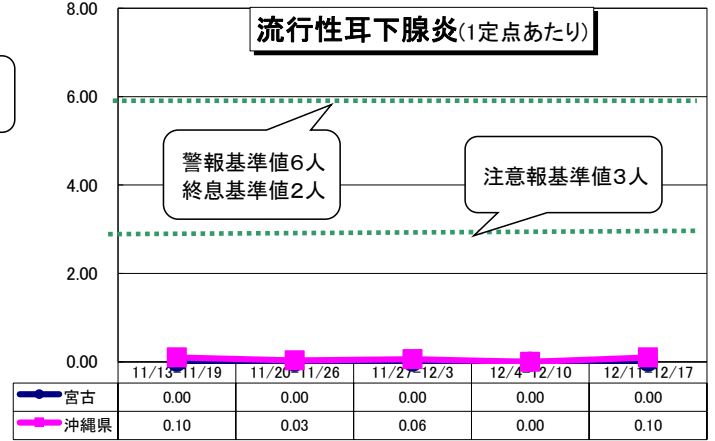 流行性耳下腺炎(1定点あたり)
8.00
6.00
警報基準値6人
終息基準値2人
注意報基準値3人
4.00
2.00
0.00
11/13-11/19 11/20-11/26 11/27-12/3 12/4-12/10 12/11-12/17
宮古 0.00 0.00 0.00 0.00 0.00
沖縄県 0.10 0.03 0.06 0.00 0.10